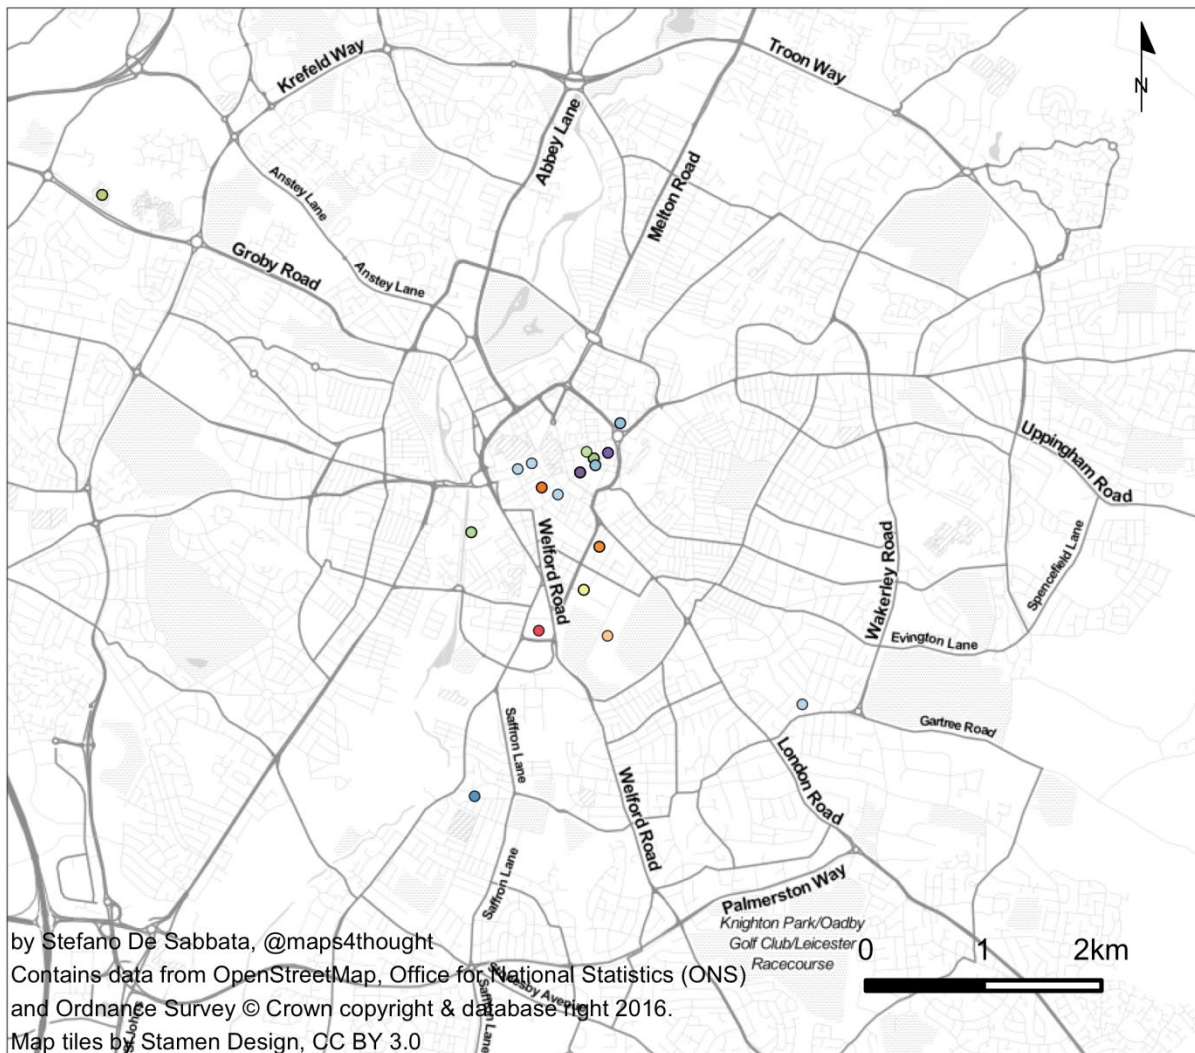 Krefeld Way
Troon Way
N
Abbey Lane
Melton Road
Anstey Lane
Groby Road
Anstey Lane
Uppingham Road
Welford Road
Wakerley Road
Spencefield Lane
Evington Lane
Saffron Lane
Gartree Road
London Road
Welford Road
Saffron Lane
Palmerston Way
Knighton Park/Oadby
Golf Club/Leicester
Racecourse
0 1 2km
by Stefano De Sabbata, @maps4thought
Contains data from OpenStreetMap, Office for National Statistics (ONS)
and Ordnance Survey © Crown copyright & database right 2016.
Map tiles by Stamen Design, CC BY 3.0
Saffron Lane